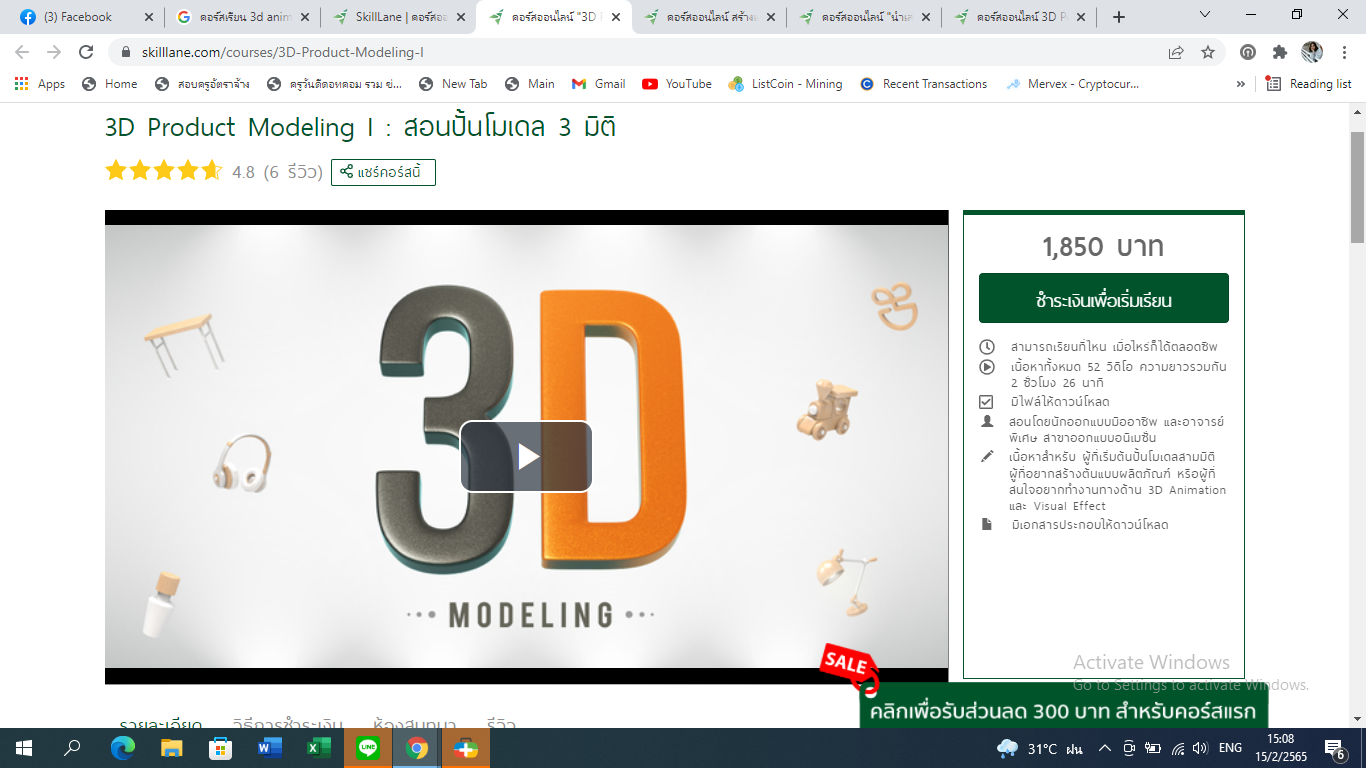 (3) Facebook
คอร์สเรียน 3d anim
SkillLane | คอร์สออ
คอร์สออนไลน์ "3D
คอร์สออนไลน์ สร้าง
คอร์สออนไลน์ "นำเส
คอร์สออนไลน์ 3D P
skilllane.com/courses/3D-Product-Modeling-I
Apps
Home
สอบครูอัตราจ้าง
ครูวันดีดอทคอม รวม ข่...
New Tab
Main
Gmail
YouTube
ListCoin - Mining
Recent Transactions
Mervex - Cryptocur...
»
Reading list
3D Product Modeling I : สอนปั้นโมเดล 3 มิติ
4.8 (6 รีวิว)
แชร์คอร์สนี้
3D
MODELING
1,850 บาท
ชำระเงินเพื่อเริ่มเรียน
สามารถเรียนที่ไหน เมื่อไหร่ก็ได้ตลอดชีพ
เนื้อหาทั้งหมด 52 วิดีโอ ความยาวรวมกัน
2 ชั่วโมง 26 นาที
มีไฟล์ให้ดาวน์โหลด
สอนโดยนักออกแบบมืออาชีพ และอาจารย์
พิเศษ สาขาออกแบบอนิเมชั่น
เนื้อหาสำหรับ ผู้ที่เริ่มต้นปั้นโมเดลสามมิติ
ผู้ที่อยากสร้างต้นแบบผลิตภัณฑ์ หรือผู้ที่
สนใจอยากทำงานทางด้าน 3D Animation
และ Visual Effect
มีเอกสารประกอบให้ดาวน์โหลด
Activate Windows
Go to Settings to activate Windows.
SALE
คลิกเพื่อรับส่วนลด 300 บาท สำหรับคอร์สแรก
รายละเอียด
วิธีการชำระเงิน
ห้องสนทนา
รีวิว
31°C ฝน
ENG
15:08
15/2/2565
6